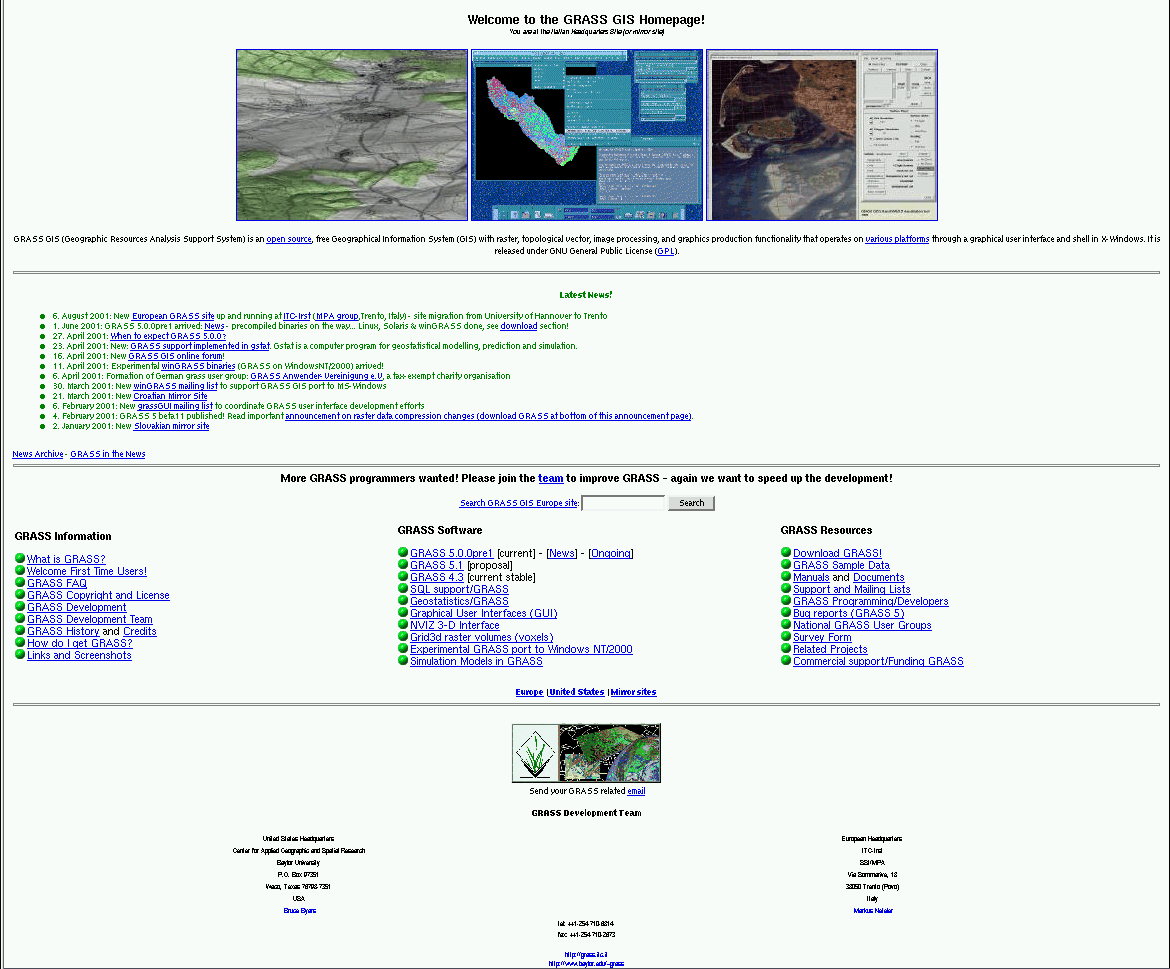 Welcome to the GRASS GIS Homepage!
You are at the Italian Headquarters Site (or mirror site)
GRASS GIS (Geographic Resources Analysis Support System) is an open source, free Geographical Information System (GIS) with raster, topological vector, image processing, and graphics production functionality that operates on various platforms through a graphical user interface and shell in X-Windows. It is
released under GNU General Public License (GPL).
Latest News!
6. August 2001: New European GRASS site up and running at ITC-irst (MPA group,Trento, Italy) - site migration from University of Hannover to Trento
1. June 2001: GRASS 5.0.0pre1 arrived: News - precompiled binaries on the way... Linux, Solaris & winGRASS done, see download section!
27. April 2001: When to expect GRASS 5.0.0?
23. April 2001: New: GRASS support implemented in gstat. Gstat is a computer program for geostatistical modelling, prediction and simulation.
16. April 2001: New GRASS GIS online forum!
11. April 2001: Experimental winGRASS binaries (GRASS on WindowsNT/2000) arrived!
6. April 2001: Formation of German grass user group: GRASS Anwender-Vereinigung e.V, a tax-exempt charity organisation
30. March 2001: New winGRASS mailing list to support GRASS GIS port to MS-Windows
21. March 2001: New Croatian Mirror Site
6. February 2001: New grassGUI mailing list to coordinate GRASS user interface development efforts
4. February 2001: GRASS 5 beta11 published! Read important announcement on raster data compression changes (download GRASS at bottom of this announcement page).
2. January 2001: New Slovakian mirror site
News Archive - GRASS in the News
More GRASS programmers wanted! Please join the team to improve GRASS - again we want to speed up the development!
Search GRASS GIS Europe site: Search
GRASS Information
What is GRASS?
Welcome First Time Users!
GRASS FAQ
GRASS Copyright and License
GRASS Development
GRASS Development Team
GRASS History and Credits
How do I get GRASS?
Links and Screenshots
GRASS Software
GRASS 5.0.0pre1 [current] - [News] - [Ongoing]
GRASS 5.1 [proposal]
GRASS 4.3 [current stable]
SQL support/GRASS
Geostatistics/GRASS
Graphical User Interfaces (GUI)
NVIZ 3-D Interface
Grid3d raster volumes (voxels)
Experimental GRASS port to Windows NT/2000
Simulation Models in GRASS
GRASS Resources
Download GRASS!
GRASS Sample Data
Manuals and Documents
Support and Mailing Lists
GRASS Programming/Developers
Bug reports (GRASS 5)
National GRASS User Groups
Survey Form
Related Projects
Commercial support/Funding GRASS
Europe | United States | Mirror sites
Send your GRASS related email
GRASS Development Team
United States Headquarters
Center for Applied Geographic and Spatial Research
Baylor University
P.O. Box 97351
Waco, Texas 76798-7351
USA
Bruce Byars
European Headquarters
ITC-irst
SSI/MPA
Via Sommarive, 18
38050 Trento (Povo)
Italy
Markus Neteler
tel: ++1-254-710-6814
fax: ++1-254-710-2673
http://grass.itc.it
http://www.baylor.edu/~grass